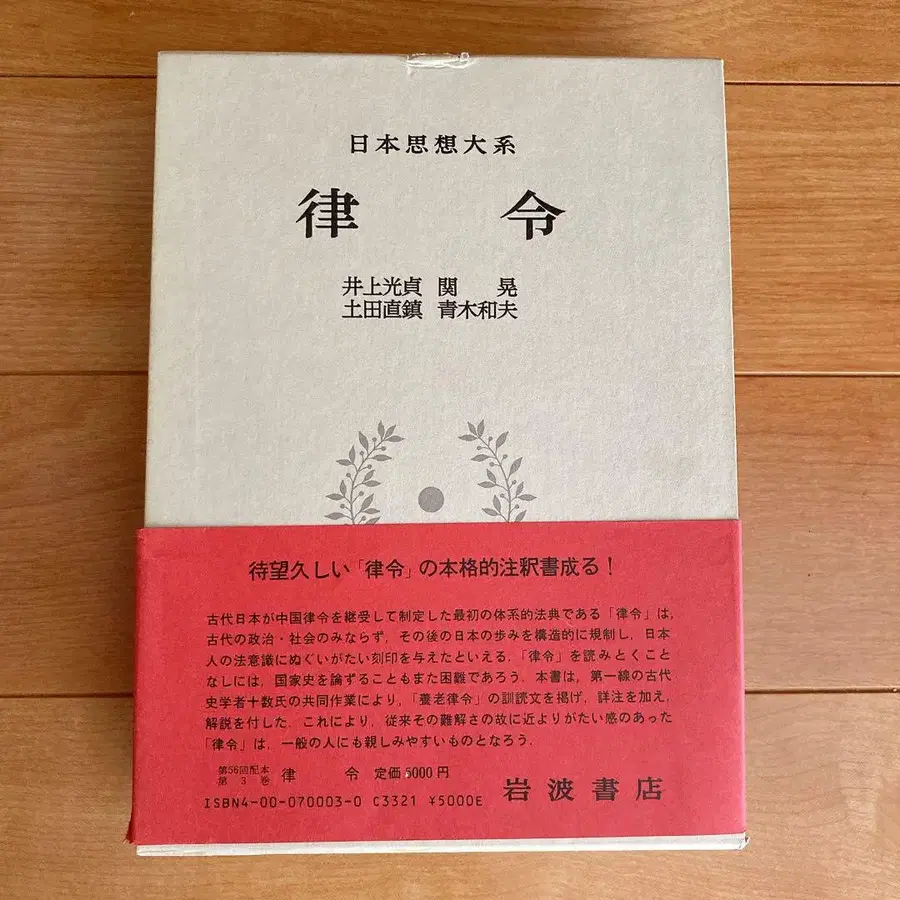 日本思想大系
律 令
井上光貞 関 晃
土田直鎮 青木和夫
待望久しい「律令」の本格的注釈書成る!
古代日本が中国律令を継受して制定した最初の体系的法典である「律令」は,
古代の政治・社会のみならず,その後の日本の歩みを構造的に規制し,日本
人の法意識にぬぐいがたい刻印を与えたといえる.「律令」を読みとくこと
なしには,国家史を論ずることもまた困難であろう.本書は,第一線の古代
史学者十数氏の共同作業により,「養老律令」の訓読文を掲げ,詳注を加え,
解説を付した.これにより,従来その難解さの故に近よりがたい感のあった
「律令」は,一般の人にも親しみやすいものとなろう.
第56回配本
第 3 巻
律 令 定価5000円
ISBN4-00-070003-0 C3321 ¥5000E
岩波書店